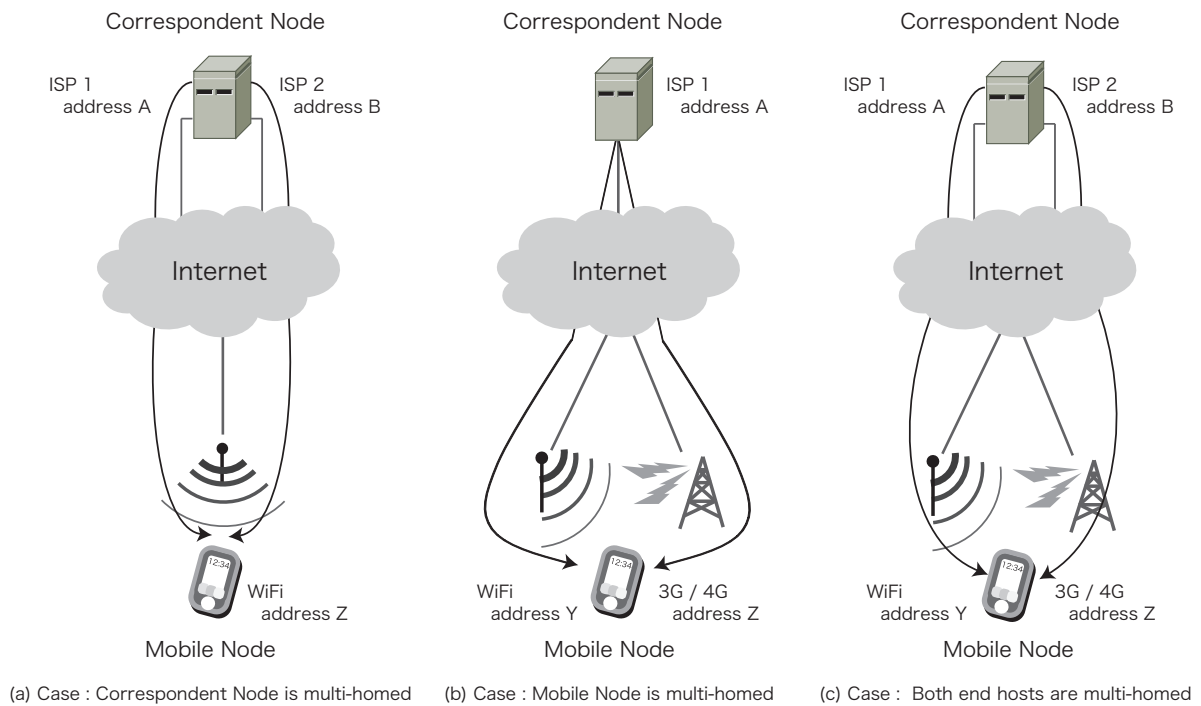 Correspondent Node
ISP 1
address A
ISP 2
address B
Internet
12:34
WiFi
address Z
Mobile Node
(a) Case : Correspondent Node is multi-homed
Correspondent Node
ISP 1
address A
Internet
12:34
WiFi
address Y
3G / 4G
address Z
Mobile Node
(b) Case : Mobile Node is multi-homed
Correspondent Node
ISP 1
address A
ISP 2
address B
Internet
12:34
WiFi
address Y
3G / 4G
address Z
Mobile Node
(c) Case : Both end hosts are multi-homed